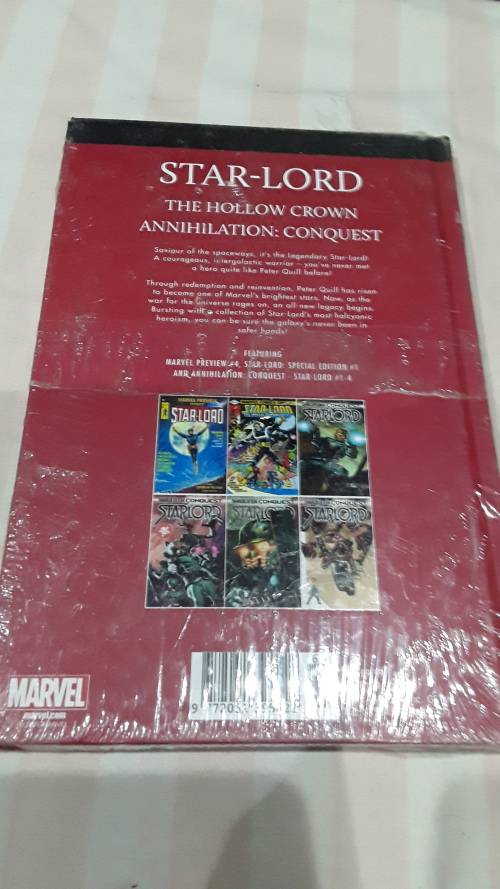 STAR-LORD
THE HOLLOW CROWN
ANNIHILATION: CONQUEST
Saviour of the spaceways, it's the Legendary Star-Lord!
A courageous, intergalactic warrior – you've never met
a hero quite like Peter Quill before!
Through redemption and reinvention, Peter Quill has risen
to become one of Marvel's brightest stars. Now, as the
war for the universe rages on, an all-new legacy begins.
Bursting with a collection of Star-Lord's most halcyonic
heroism, you can be sure the galaxy's never been in
safer hands!
FEATURING
MARVEL PREVIEW #4, STAR-LORD: SPECIAL EDITION #1
AND ANNIHILATION: CONQUEST - STAR LORD #1-4
STAR-LORD
STAR-LORD
STARLORD
CONQUEST
STARLORD
CONQUEST
STARLORD
CONQUEST
STARLORD
MARVEL
marvel.com